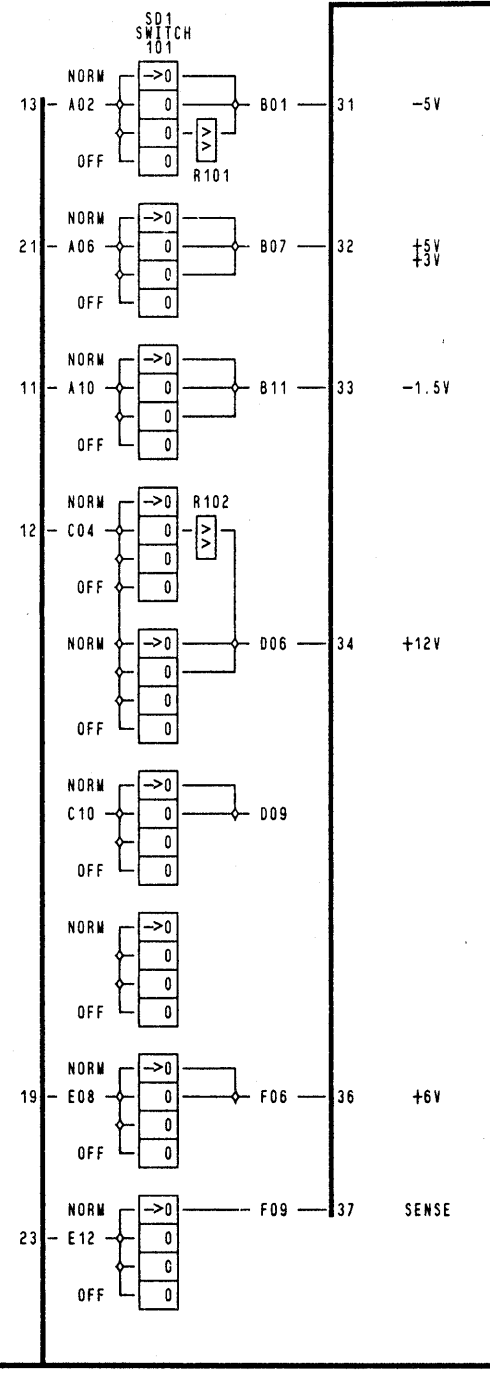 SD1
SWITCH
101
NORM ->0
13 - A02 0 B01 31 -5V
0 >>
OFF 0
R101
NORM ->0
21 - A06 0 B07 32 +5V
+3V
0
OFF 0
NORM ->0
11 - A10 0 B11 33 -1.5V
0
OFF 0
NORM ->0 R102
12 - C04 0 >>
0
OFF 0
NORM ->0 D06 34 +12V
0
0
OFF 0
NORM ->0
C10 0 D09
0
OFF 0
NORM ->0
0
0
OFF 0
NORM ->0
19 - E08 0 F06 36 +6V
0
OFF 0
NORM ->0 F09 37 SENSE
23 - E12 0
0
OFF 0